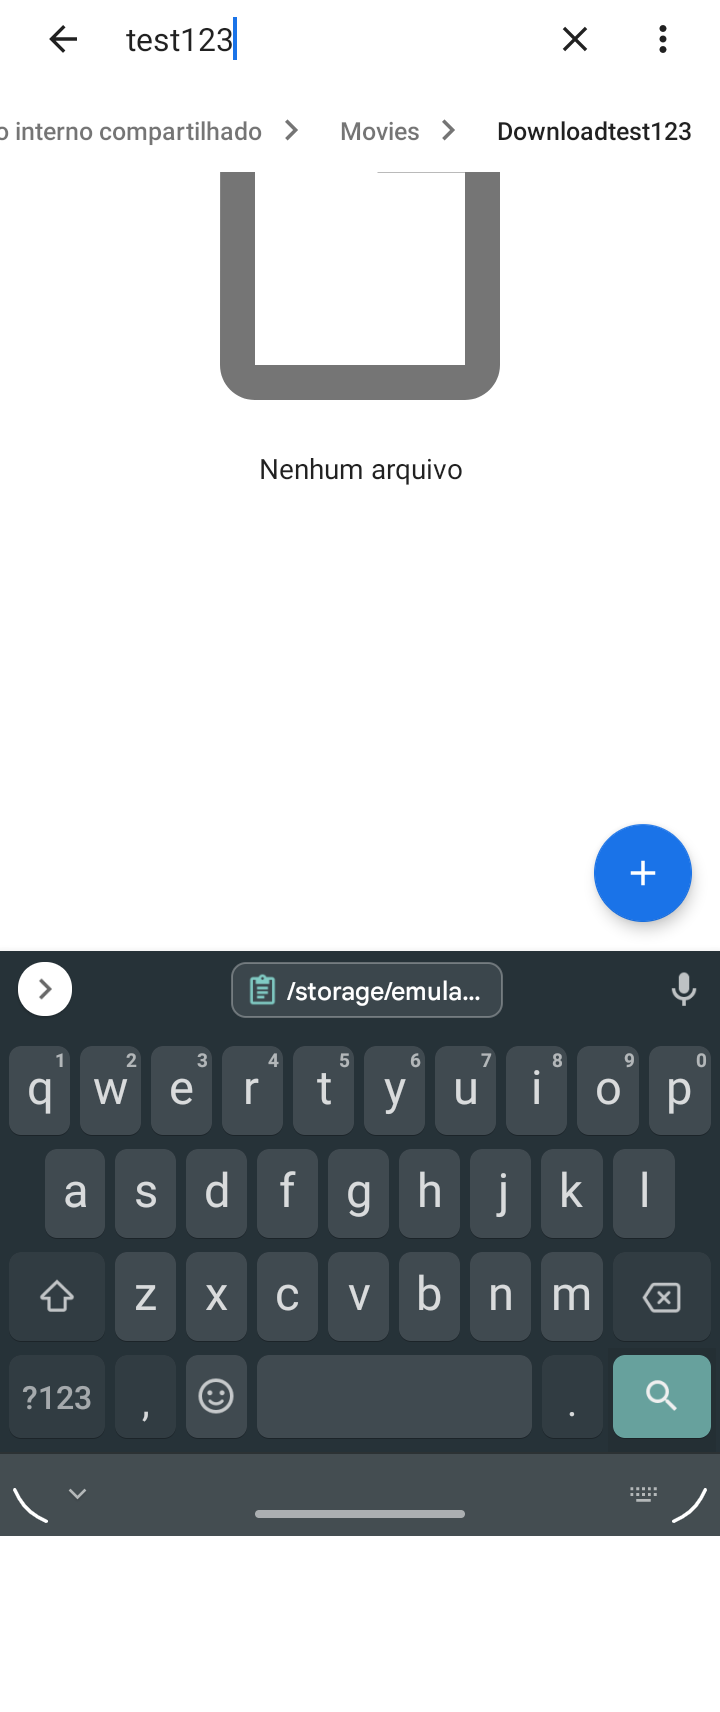 test123
o interno compartilhado Movies Downloadtest123
Nenhum arquivo
/storage/emula...
1 2 3 4 5 6 7 8 9 0
q w e r t y u i o p
a s d f g h j k l
z x c v b n m
?123 , .